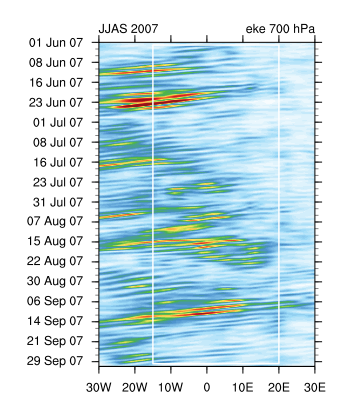 JJAS 2007 eke 700 hPa
01 Jun 07
08 Jun 07
16 Jun 07
23 Jun 07
01 Jul 07
08 Jul 07
16 Jul 07
23 Jul 07
31 Jul 07
07 Aug 07
15 Aug 07
22 Aug 07
30 Aug 07
06 Sep 07
14 Sep 07
21 Sep 07
29 Sep 07
30W 20W 10W 0 10E 20E 30E